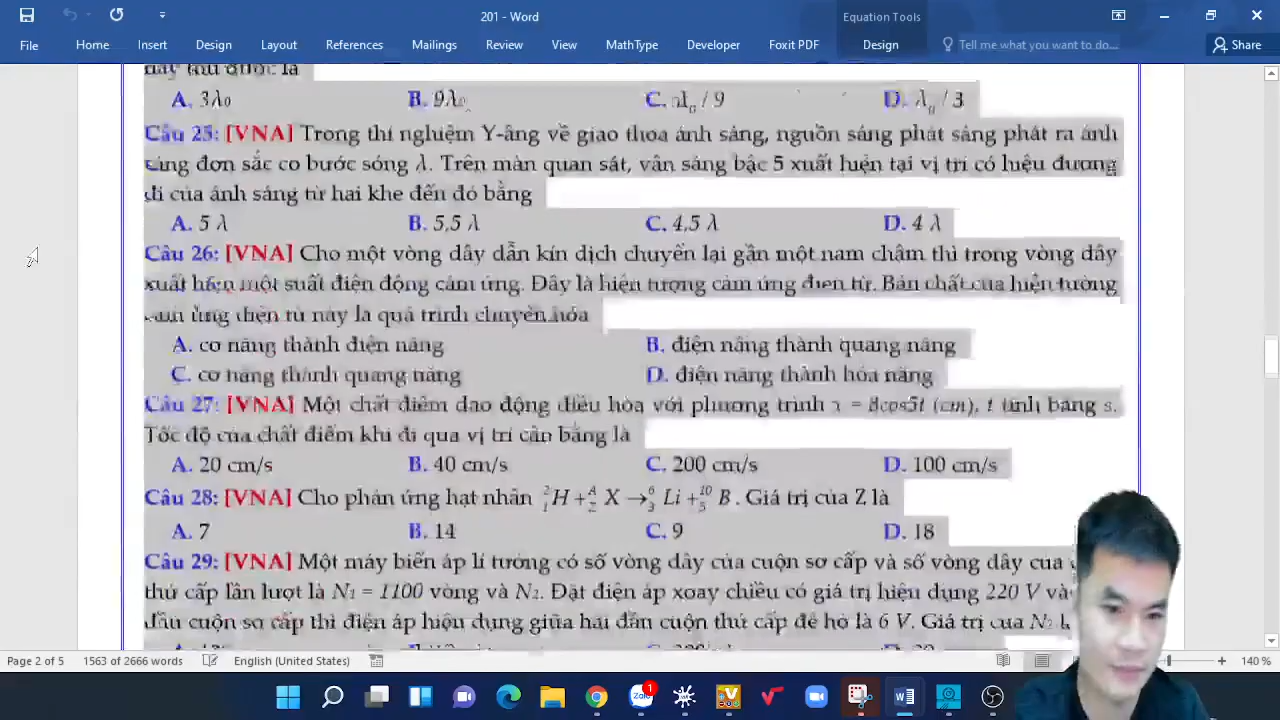 201 - Word
Equation Tools
File Home Insert Design Layout References Mailings Review View MathType Developer Foxit PDF Design Tell me what you want to do... Share
là
A. 3λ₀ B. 9λ₀ C. / 9 D. λ₀ / 3
Câu 25: [VNA] Trong thí nghiệm Y-âng về giao thoa ánh sáng, nguồn sáng phát sáng phát ra ánh
sáng đơn sắc có bước sóng λ. Trên màn quan sát, vân sáng bậc 5 xuất hiện tại vị trí có hiệu đường
đi của ánh sáng từ hai khe đến đó bằng
A. 5 λ B. 5,5 λ C. 4,5 λ D. 4 λ
Câu 26: [VNA] Cho một vòng dây dẫn kín dịch chuyển lại gần một nam châm thì trong vòng dây
xuất hiện một suất điện động cảm ứng. Đây là hiện tượng cảm ứng điện từ. Bản chất của hiện tượng
cảm ứng điện từ này là quá trình chuyển hóa
A. cơ năng thành điện năng B. điện năng thành quang năng
C. cơ năng thành quang năng D. điện năng thành hóa năng
Câu 27: [VNA] Một chất điểm dao động điều hòa với phương trình x = 8cos5t (cm), t tính bằng s.
Tốc độ của chất điểm khi đi qua vị trí cân bằng là
A. 20 cm/s B. 40 cm/s C. 200 cm/s D. 100 cm/s
Câu 28: [VNA] Cho phản ứng hạt nhân ²₁H + ᴬ_Z X → ⁶₃Li + ¹⁰₅B. Giá trị của Z là
A. 7 B. 14 C. 9 D. 18
Câu 29: [VNA] Một máy biến áp lí tưởng có số vòng dây của cuộn sơ cấp và số vòng dây của
thứ cấp lần lượt là N₁ = 1100 vòng và N₂. Đặt điện áp xoay chiều có giá trị hiệu dụng 220 V
đầu cuộn sơ cấp thì điện áp hiệu dụng giữa hai đầu cuộn thứ cấp để hở là 6 V. Giá trị của N₂
Page 2 of 5 1563 of 2666 words English (United States) 140 %
Zalo 1